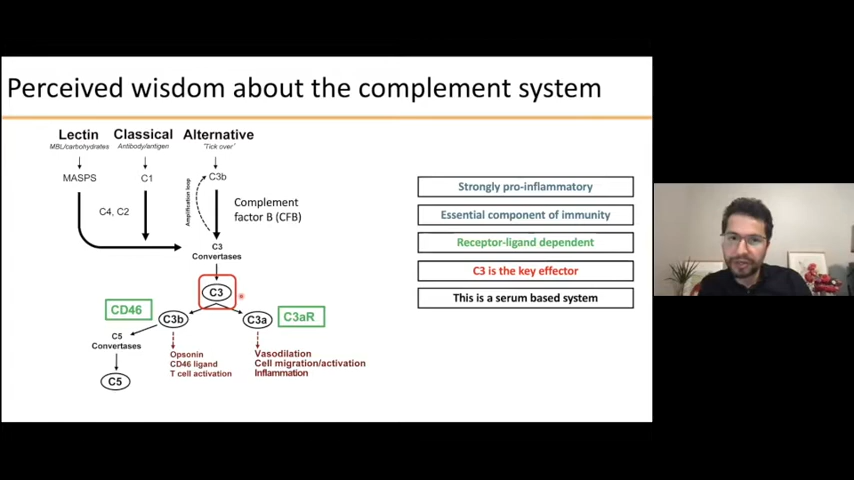 Perceived wisdom about the complement system
Lectin
MBL/carbohydrates
Classical
Antibody/antigen
Alternative
"Tick over"
MASPS
C1
C3b
C4, C2
Amplification loop
Complement
factor B (CFB)
C3
Convertases
C3
CD46
C3b
C3a
C3aR
C5
Convertases
C5
Opsonin
CD46 ligand
T cell activation
Vasodilation
Cell migration/activation
Inflammation
Strongly pro-inflammatory
Essential component of immunity
Receptor-ligand dependent
C3 is the key effector
This is a serum based system